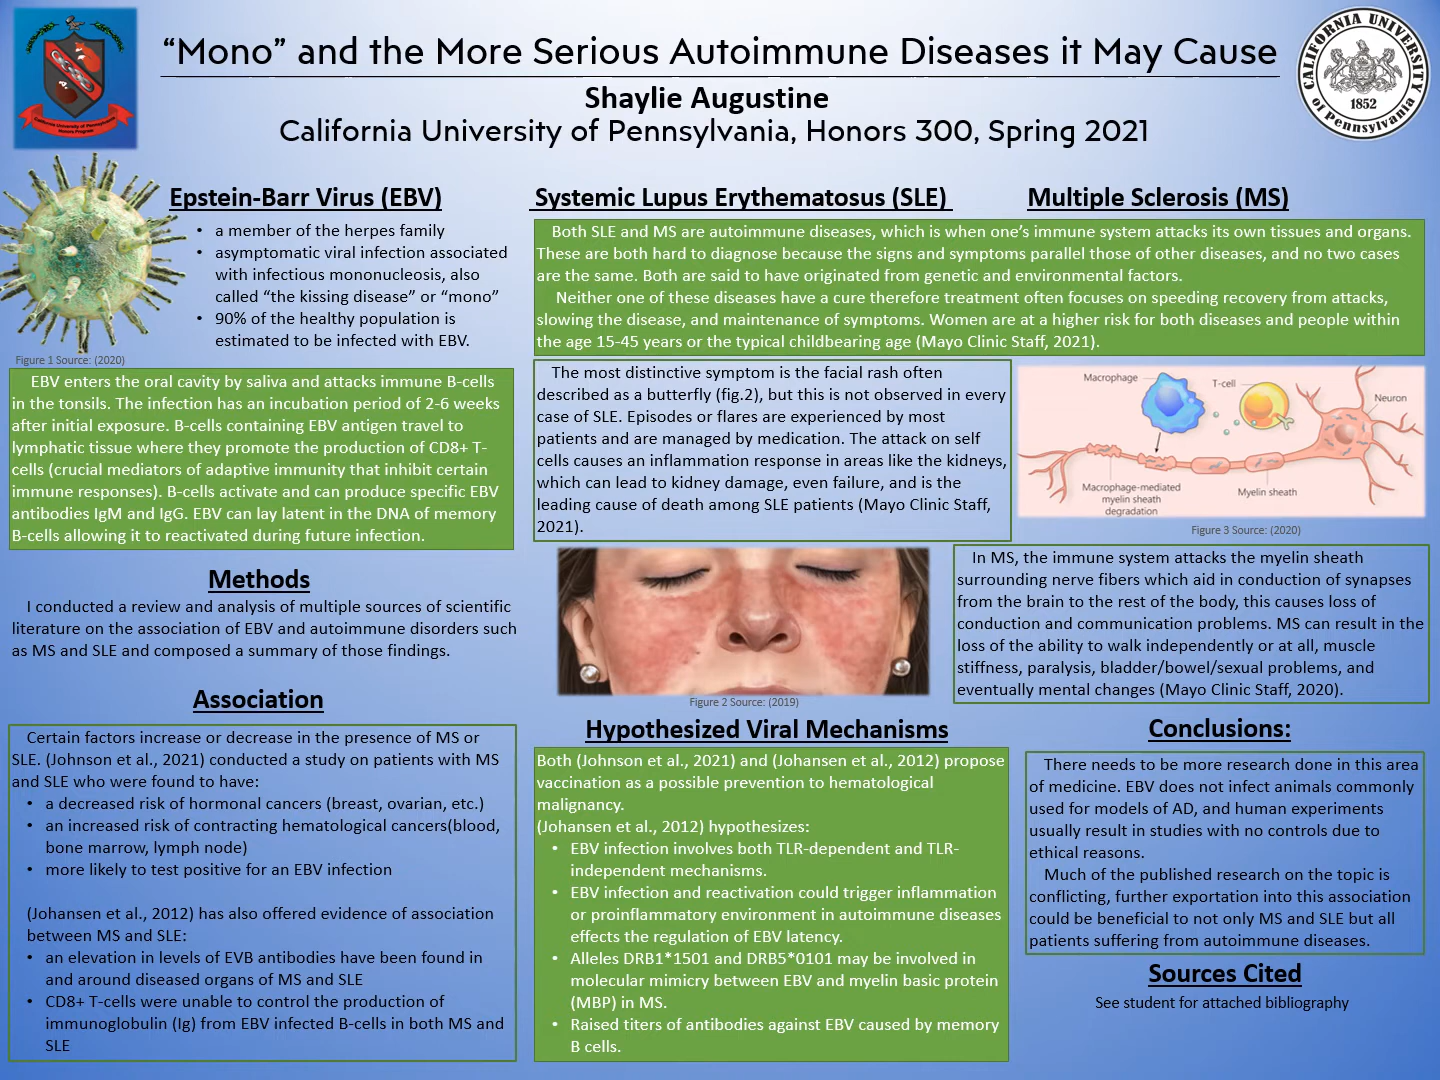 “Mono” and the More Serious Autoimmune Diseases it May Cause
Shaylie Augustine
California University of Pennsylvania, Honors 300, Spring 2021
California University of Pennsylvania
Honors Program
CALIFORNIA UNIVERSITY
of Pennsylvania
1852
Epstein-Barr Virus (EBV)
• a member of the herpes family
• asymptomatic viral infection associated
with infectious mononucleosis, also
called “the kissing disease” or “mono”
• 90% of the healthy population is
estimated to be infected with EBV.
Figure 1 Source: (2020)
EBV enters the oral cavity by saliva and attacks immune B-cells
in the tonsils. The infection has an incubation period of 2-6 weeks
after initial exposure. B-cells containing EBV antigen travel to
lymphatic tissue where they promote the production of CD8+ T-
cells (crucial mediators of adaptive immunity that inhibit certain
immune responses). B-cells activate and can produce specific EBV
antibodies IgM and IgG. EBV can lay latent in the DNA of memory
B-cells allowing it to reactivated during future infection.
Methods
I conducted a review and analysis of multiple sources of scientific
literature on the association of EBV and autoimmune disorders such
as MS and SLE and composed a summary of those findings.
Association
Certain factors increase or decrease in the presence of MS or
SLE. (Johnson et al., 2021) conducted a study on patients with MS
and SLE who were found to have:
• a decreased risk of hormonal cancers (breast, ovarian, etc.)
• an increased risk of contracting hematological cancers(blood,
bone marrow, lymph node)
• more likely to test positive for an EBV infection
(Johansen et al., 2012) has also offered evidence of association
between MS and SLE:
• an elevation in levels of EVB antibodies have been found in
and around diseased organs of MS and SLE
• CD8+ T-cells were unable to control the production of
immunoglobulin (Ig) from EBV infected B-cells in both MS and
SLE
Systemic Lupus Erythematosus (SLE)
Multiple Sclerosis (MS)
Both SLE and MS are autoimmune diseases, which is when one’s immune system attacks its own tissues and organs.
These are both hard to diagnose because the signs and symptoms parallel those of other diseases, and no two cases
are the same. Both are said to have originated from genetic and environmental factors.
Neither one of these diseases have a cure therefore treatment often focuses on speeding recovery from attacks,
slowing the disease, and maintenance of symptoms. Women are at a higher risk for both diseases and people within
the age 15-45 years or the typical childbearing age (Mayo Clinic Staff, 2021).
The most distinctive symptom is the facial rash often
described as a butterfly (fig.2), but this is not observed in every
case of SLE. Episodes or flares are experienced by most
patients and are managed by medication. The attack on self
cells causes an inflammation response in areas like the kidneys,
which can lead to kidney damage, even failure, and is the
leading cause of death among SLE patients (Mayo Clinic Staff,
2021).
Figure 2 Source: (2019)
Macrophage
T-cell
Neuron
Macrophage-mediated
myelin sheath
degradation
Myelin sheath
Figure 3 Source: (2020)
In MS, the immune system attacks the myelin sheath
surrounding nerve fibers which aid in conduction of synapses
from the brain to the rest of the body, this causes loss of
conduction and communication problems. MS can result in the
loss of the ability to walk independently or at all, muscle
stiffness, paralysis, bladder/bowel/sexual problems, and
eventually mental changes (Mayo Clinic Staff, 2020).
Hypothesized Viral Mechanisms
Both (Johnson et al., 2021) and (Johansen et al., 2012) propose
vaccination as a possible prevention to hematological
malignancy.
(Johansen et al., 2012) hypothesizes:
• EBV infection involves both TLR-dependent and TLR-
independent mechanisms.
• EBV infection and reactivation could trigger inflammation
or proinflammatory environment in autoimmune diseases
effects the regulation of EBV latency.
• Alleles DRB1*1501 and DRB5*0101 may be involved in
molecular mimicry between EBV and myelin basic protein
(MBP) in MS.
• Raised titers of antibodies against EBV caused by memory
B cells.
Conclusions:
There needs to be more research done in this area
of medicine. EBV does not infect animals commonly
used for models of AD, and human experiments
usually result in studies with no controls due to
ethical reasons.
Much of the published research on the topic is
conflicting, further exportation into this association
could be beneficial to not only MS and SLE but all
patients suffering from autoimmune diseases.
Sources Cited
See student for attached bibliography